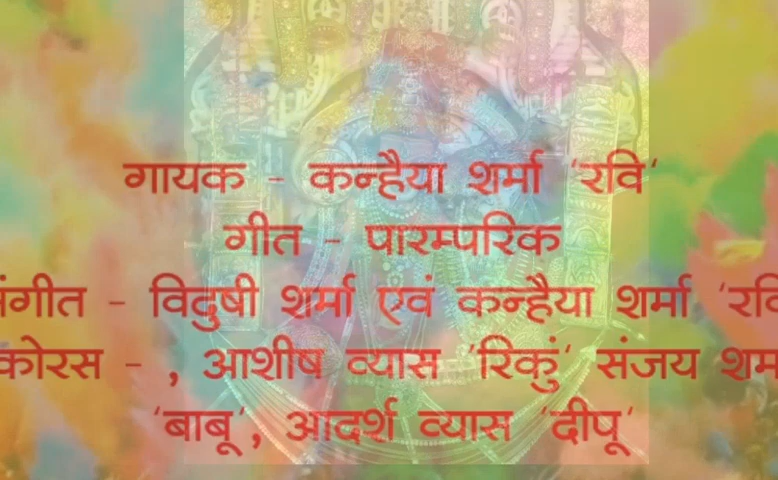 गायक - कन्हैया शर्मा 'रवि'
गीत - पारम्परिक
संगीत - विदुषी शर्मा एवं कन्हैया शर्मा 'रवि
कोरस - , आशीष व्यास 'रिकुं' संजय शर्मा
'बाबू', आदर्श व्यास 'दीपू'